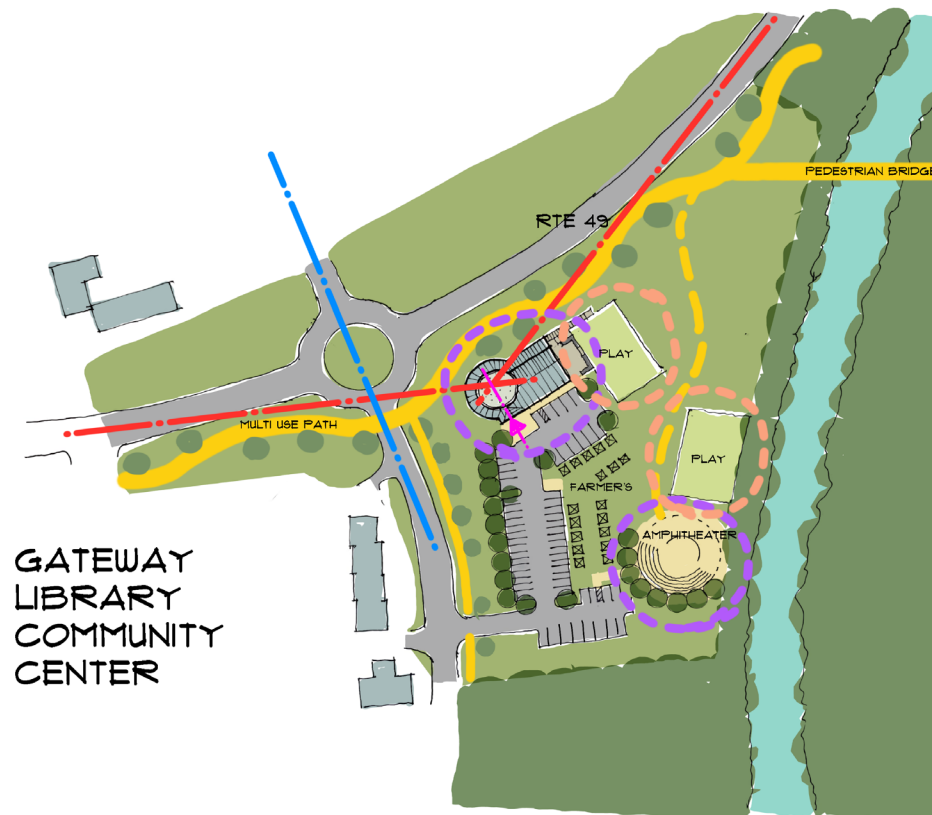 PEDESTRIAN BRIDGE
RTE 49
PLAY
MULTI USE PATH
PLAY
FARMER'S
AMPHITHEATER
GATEWAY
LIBRARY
COMMUNITY
CENTER